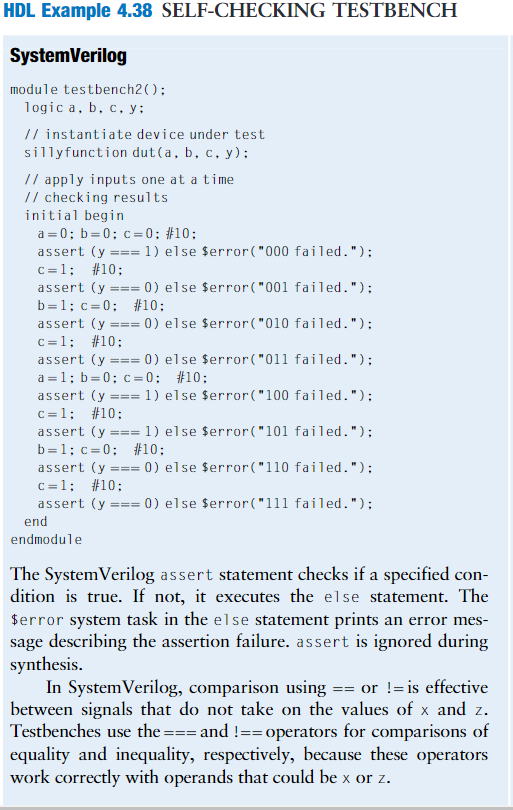 HDL Example 4.38 SELF-CHECKING TESTBENCH
SystemVerilog
module testbench2();
logic a, b, c, y;
// instantiate device under test
sillyfunction dut(a, b, c, y);
// apply inputs one at a time
// checking results
initial begin
a=0; b=0; c=0; #10;
assert (y === 1) else $error("000 failed.");
c=1; #10;
assert (y === 0) else $error("001 failed.");
b=1; c=0; #10;
assert (y === 0) else $error("010 failed.");
c=1; #10;
assert (y === 0) else $error("011 failed.");
a=1; b=0; c=0; #10;
assert (y === 1) else $error("100 failed.");
c=1; #10;
assert (y === 1) else $error("101 failed.");
b=1; c=0; #10;
assert (y === 0) else $error("110 failed.");
c=1; #10;
assert (y === 0) else $error("111 failed.");
end
endmodule
The SystemVerilog assert statement checks if a specified con-
dition is true. If not, it executes the else statement. The
$error system task in the else statement prints an error mes-
sage describing the assertion failure. assert is ignored during
synthesis.
In SystemVerilog, comparison using == or != is effective
between signals that do not take on the values of x and z.
Testbenches use the === and !== operators for comparisons of
equality and inequality, respectively, because these operators
work correctly with operands that could be x or z.